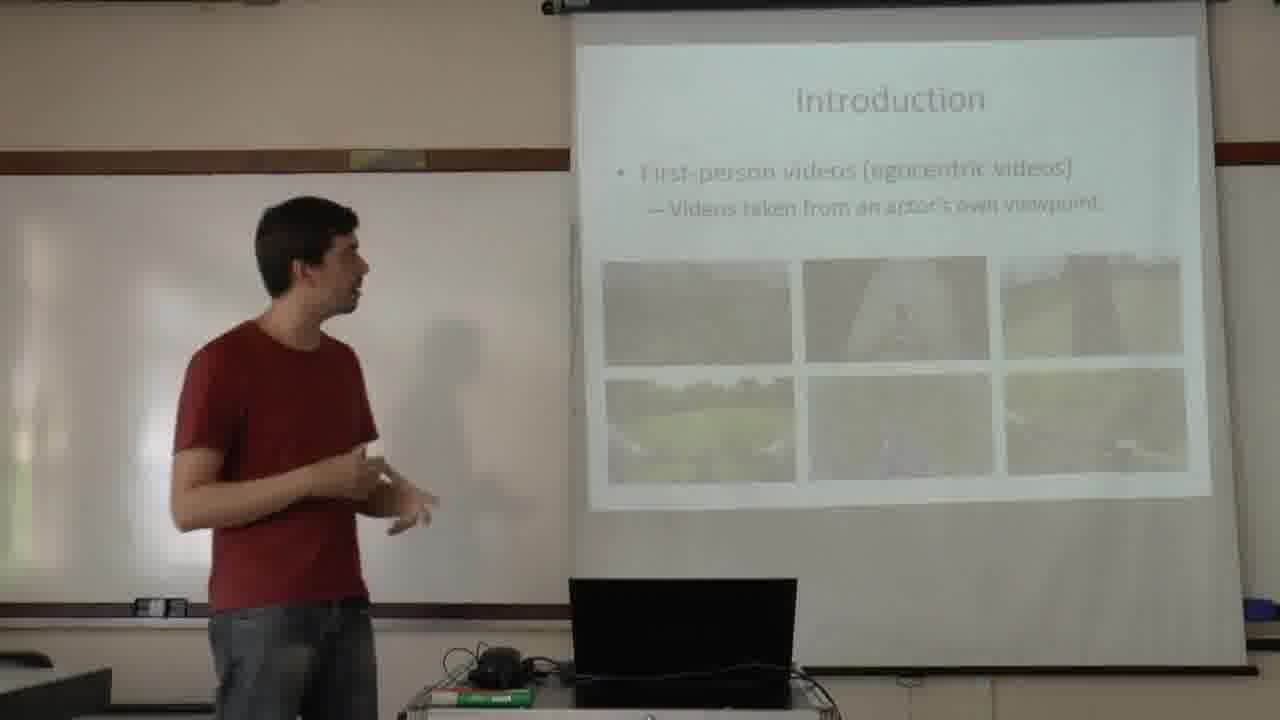 Introduction
• First-person videos (egocentric videos)
– Videos taken from an actor's own viewpoint